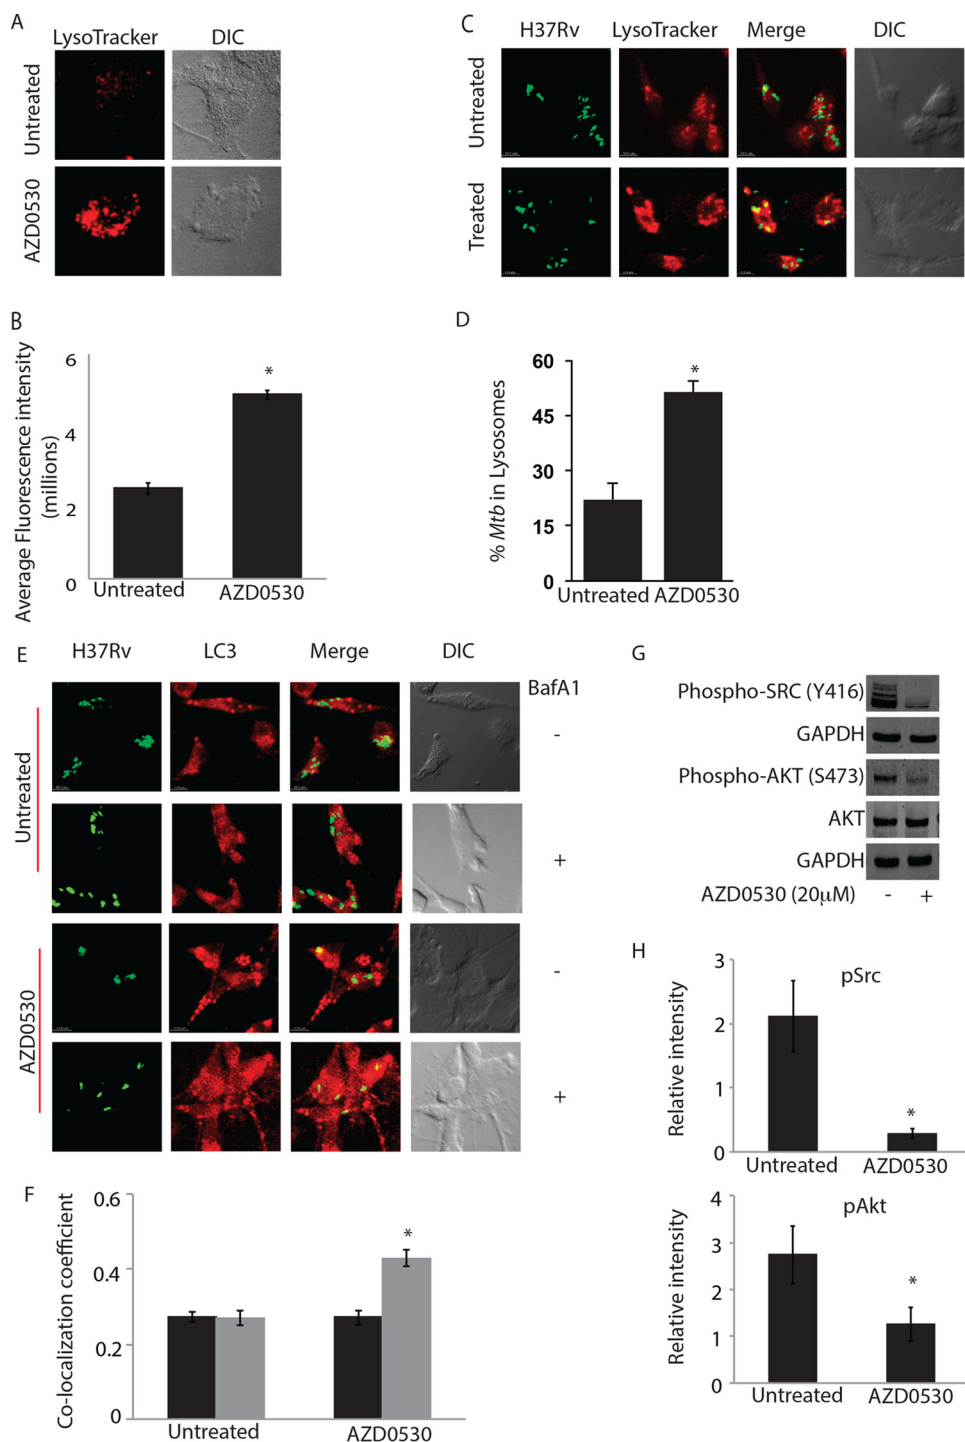 A
LysoTracker DIC
Untreated
AZD0530
B
Average Fluorescence intensity
(millions)
6
4
2
0
*
Untreated AZD0530
C
H37Rv LysoTracker Merge DIC
Untreated
Treated
D
% Mtb in Lysosomes
60
45
30
15
0
*
Untreated AZD0530
E
H37Rv LC3 Merge DIC
BafA1
Untreated
-
+
AZD0530
-
+
F
Co-localization coefficient
0.6
0.4
0.2
0
*
Untreated AZD0530
G
Phospho-SRC (Y416)
GAPDH
Phospho-AKT (S473)
AKT
GAPDH
AZD0530 (20µM) - +
H
pSrc
Relative intensity
3
2
1
0
*
Untreated AZD0530
pAkt
Relative intensity
4
3
2
1
0
*
Untreated AZD0530